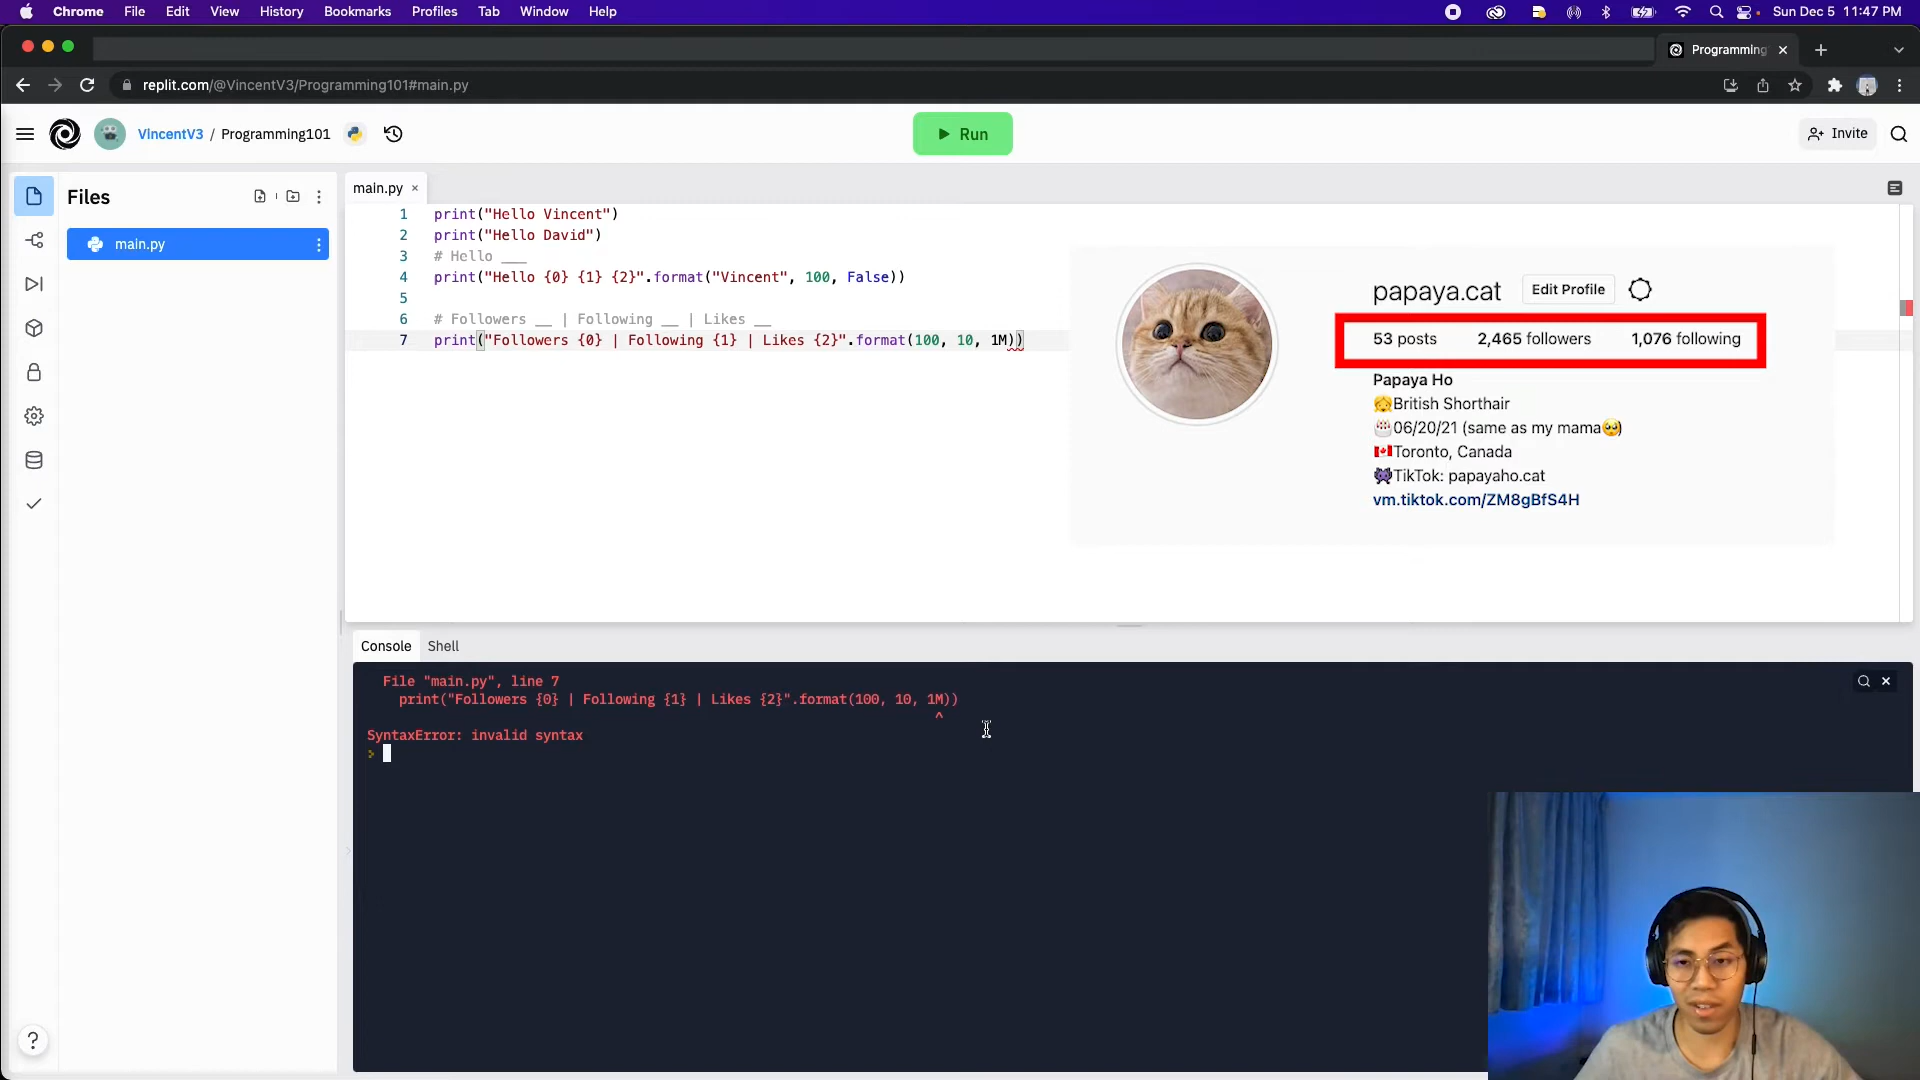 Chrome File Edit View History Bookmarks Profiles Tab Window Help
Sun Dec 5 11:47 PM
Programming
replit.com/@VincentV3/Programming101#main.py
VincentV3 / Programming101
Run
Invite
Files
main.py
main.py ×
1 print("Hello Vincent")
2 print("Hello David")
3 # Hello ___
4 print("Hello {0} {1} {2}".format("Vincent", 100, False))
5
6 # Followers __ | Following __ | Likes __
7 print("Followers {0} | Following {1} | Likes {2}".format(100, 10, 1M))
papaya.cat Edit Profile
53 posts 2,465 followers 1,076 following
Papaya Ho
👧British Shorthair
🎂06/20/21 (same as my mama🥺)
🇨🇦Toronto, Canada
👾TikTok: papayaho.cat
vm.tiktok.com/ZM8gBfS4H
Console Shell
File "main.py", line 7
print("Followers {0} | Following {1} | Likes {2}".format(100, 10, 1M))
^
SyntaxError: invalid syntax
>
?